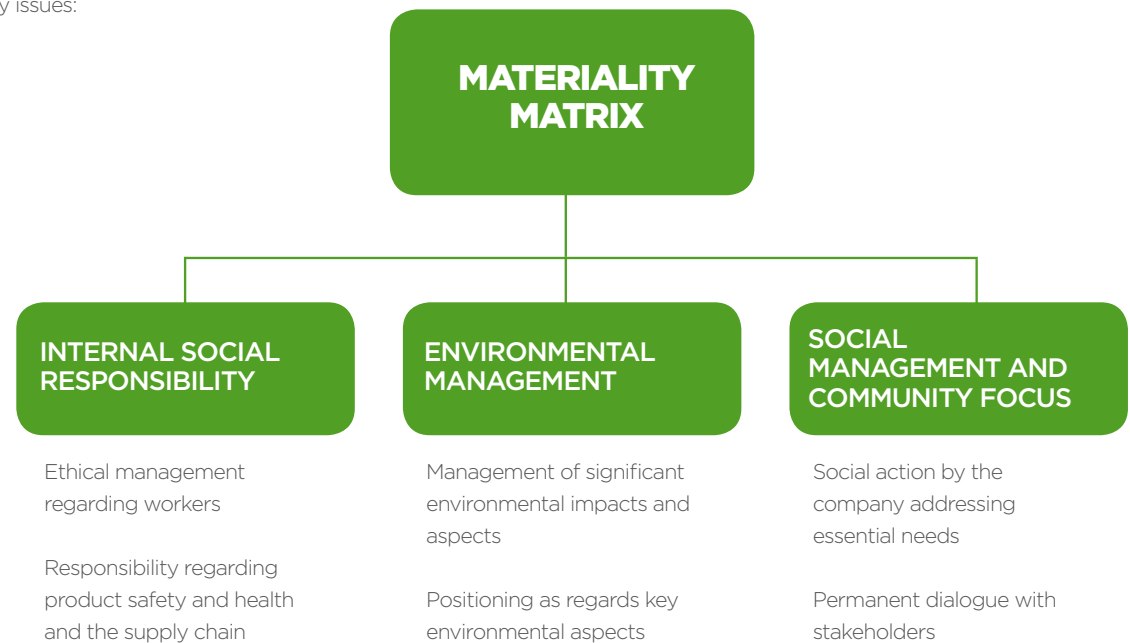 y issues:
MATERIALITY
MATRIX
INTERNAL SOCIAL
RESPONSIBILITY
Ethical management
regarding workers
Responsibility regarding
product safety and health
and the supply chain
ENVIRONMENTAL
MANAGEMENT
Management of significant
environmental impacts and
aspects
Positioning as regards key
environmental aspects
SOCIAL
MANAGEMENT AND
COMMUNITY FOCUS
Social action by the
company addressing
essential needs
Permanent dialogue with
stakeholders